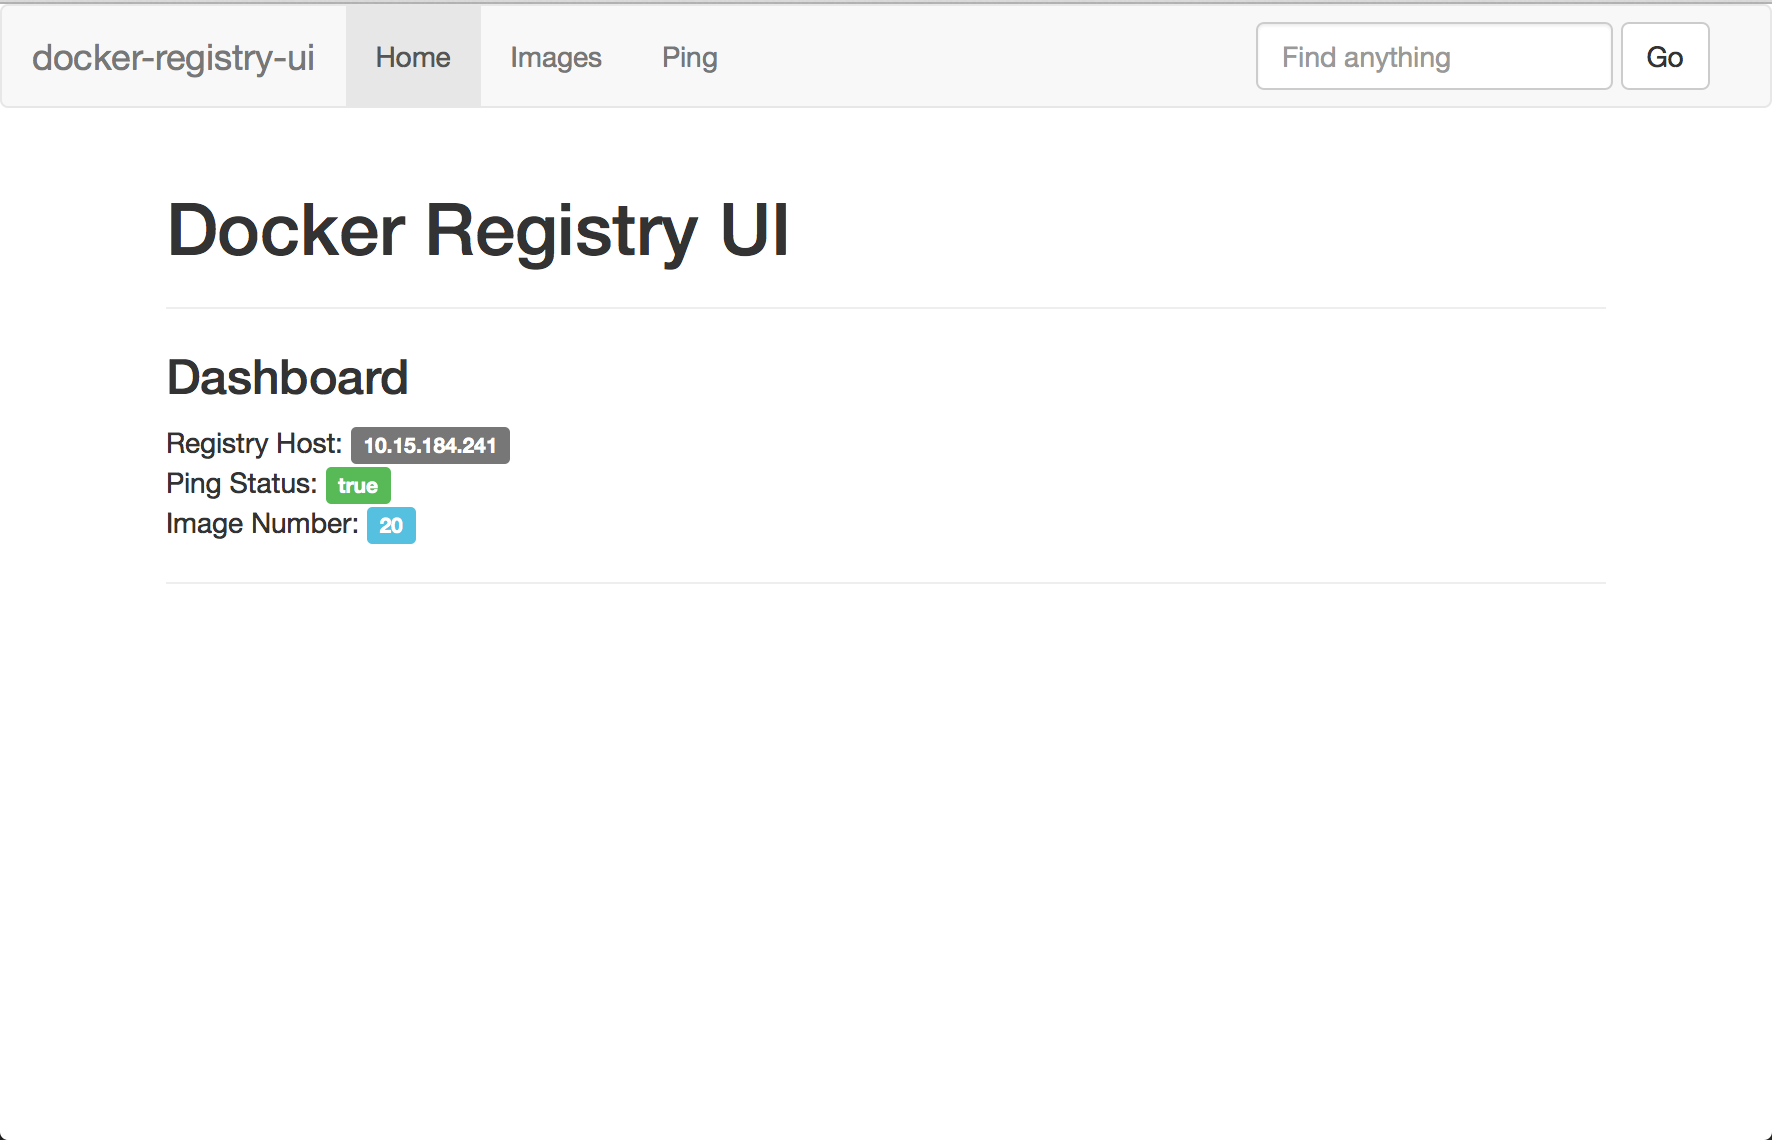 docker-registry-ui Home Images Ping Find anything Go
Docker Registry UI
Dashboard
Registry Host: 10.15.184.241
Ping Status: true
Image Number: 20